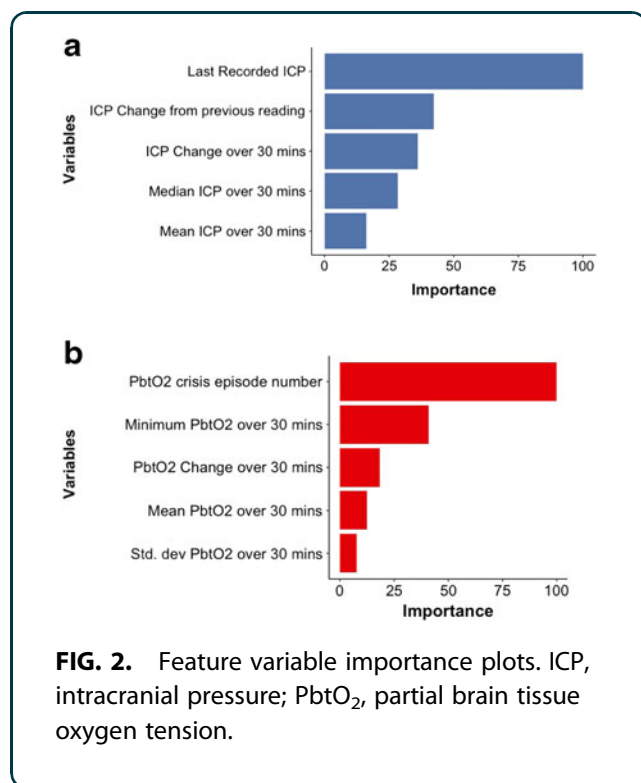 a
Variables
Last Recorded ICP
ICP Change from previous reading
ICP Change over 30 mins
Median ICP over 30 mins
Mean ICP over 30 mins
0 25 50 75 100
Importance
b
Variables
PbtO2 crisis episode number
Minimum PbtO2 over 30 mins
PbtO2 Change over 30 mins
Mean PbtO2 over 30 mins
Std. dev PbtO2 over 30 mins
0 25 50 75 100
Importance
FIG. 2. Feature variable importance plots. ICP,
intracranial pressure; PbtO₂, partial brain tissue
oxygen tension.